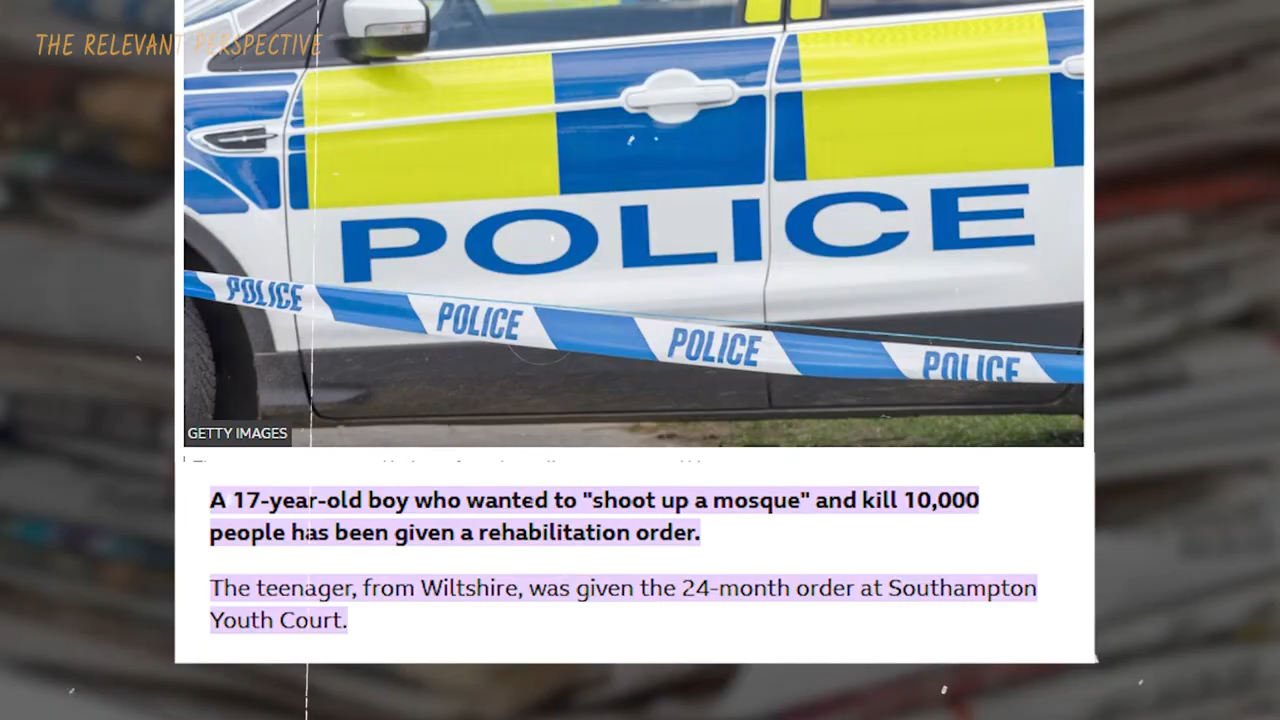 THE RELEVANT PERSPECTIVE
POLICE
POLICE POLICE POLICE POLICE
GETTY IMAGES
A 17-year-old boy who wanted to "shoot up a mosque" and kill 10,000
people has been given a rehabilitation order.
The teenager, from Wiltshire, was given the 24-month order at Southampton
Youth Court.